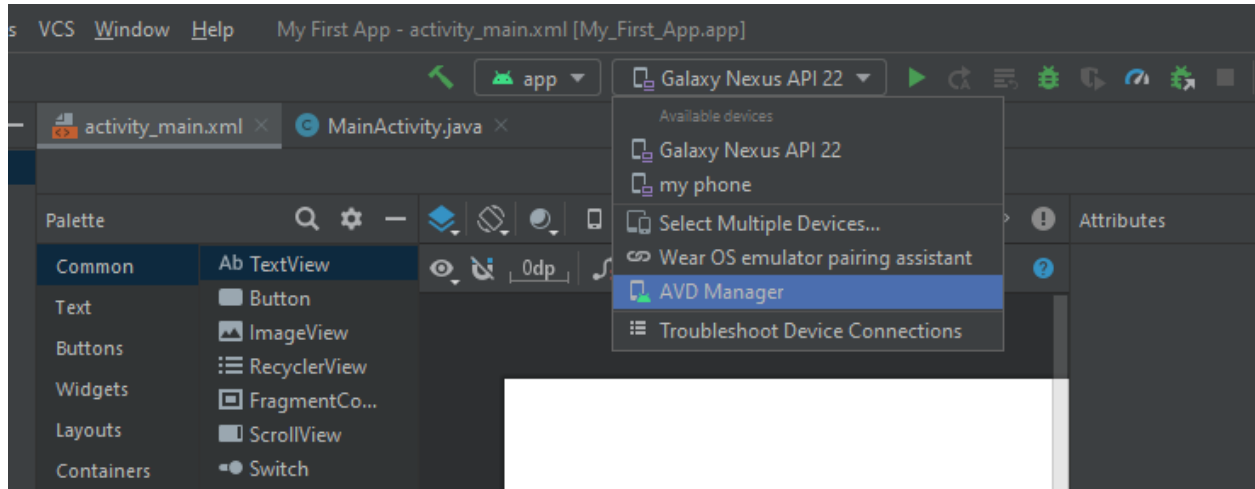 s VCS Window Help My First App - activity_main.xml [My_First_App.app]
app Galaxy Nexus API 22
activity_main.xml MainActivity.java
Available devices
Galaxy Nexus API 22
my phone
Select Multiple Devices...
Wear OS emulator pairing assistant
AVD Manager
Troubleshoot Device Connections
Palette
Common
Text
Buttons
Widgets
Layouts
Containers
Ab TextView
Button
ImageView
RecyclerView
FragmentCo...
ScrollView
Switch
0dp
Attributes